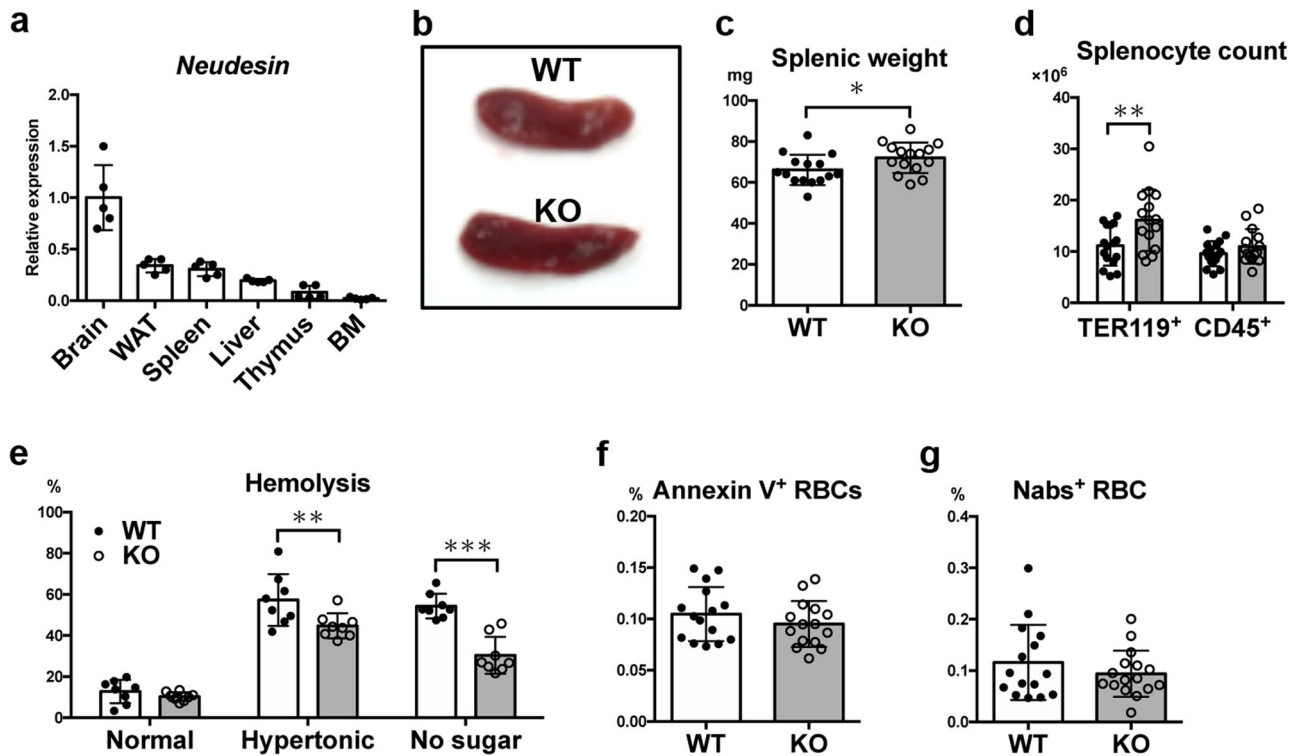 a
Neudesin
Relative expression
2.0
1.5
1.0
0.5
0.0
Brain
WAT
Spleen
Liver
Thymus
BM
b
WT
KO
c
Splenic weight
mg
*
100
80
60
40
20
0
WT
KO
d
Splenocyte count
×10⁶
**
40
30
20
10
0
TER119⁺
CD45⁺
e
Hemolysis
%
100
80
60
40
20
0
WT
KO
**
***
Normal
Hypertonic
No sugar
f
% Annexin V⁺ RBCs
0.20
0.15
0.10
0.05
0.00
WT
KO
g
% Nabs⁺ RBC
0.4
0.3
0.2
0.1
0.0
WT
KO